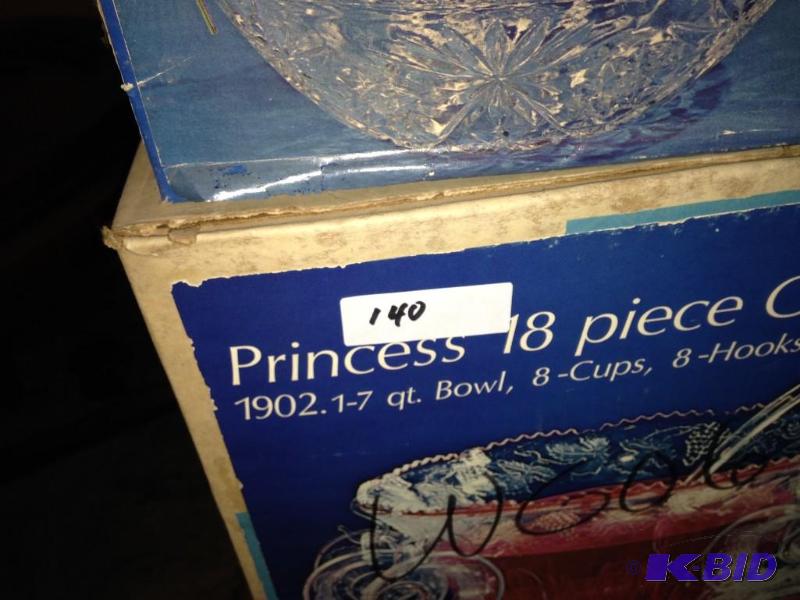 140
Princess 18 piece C
1902.1-7 qt. Bowl, 8-Cups, 8-Hooks
© K-BID